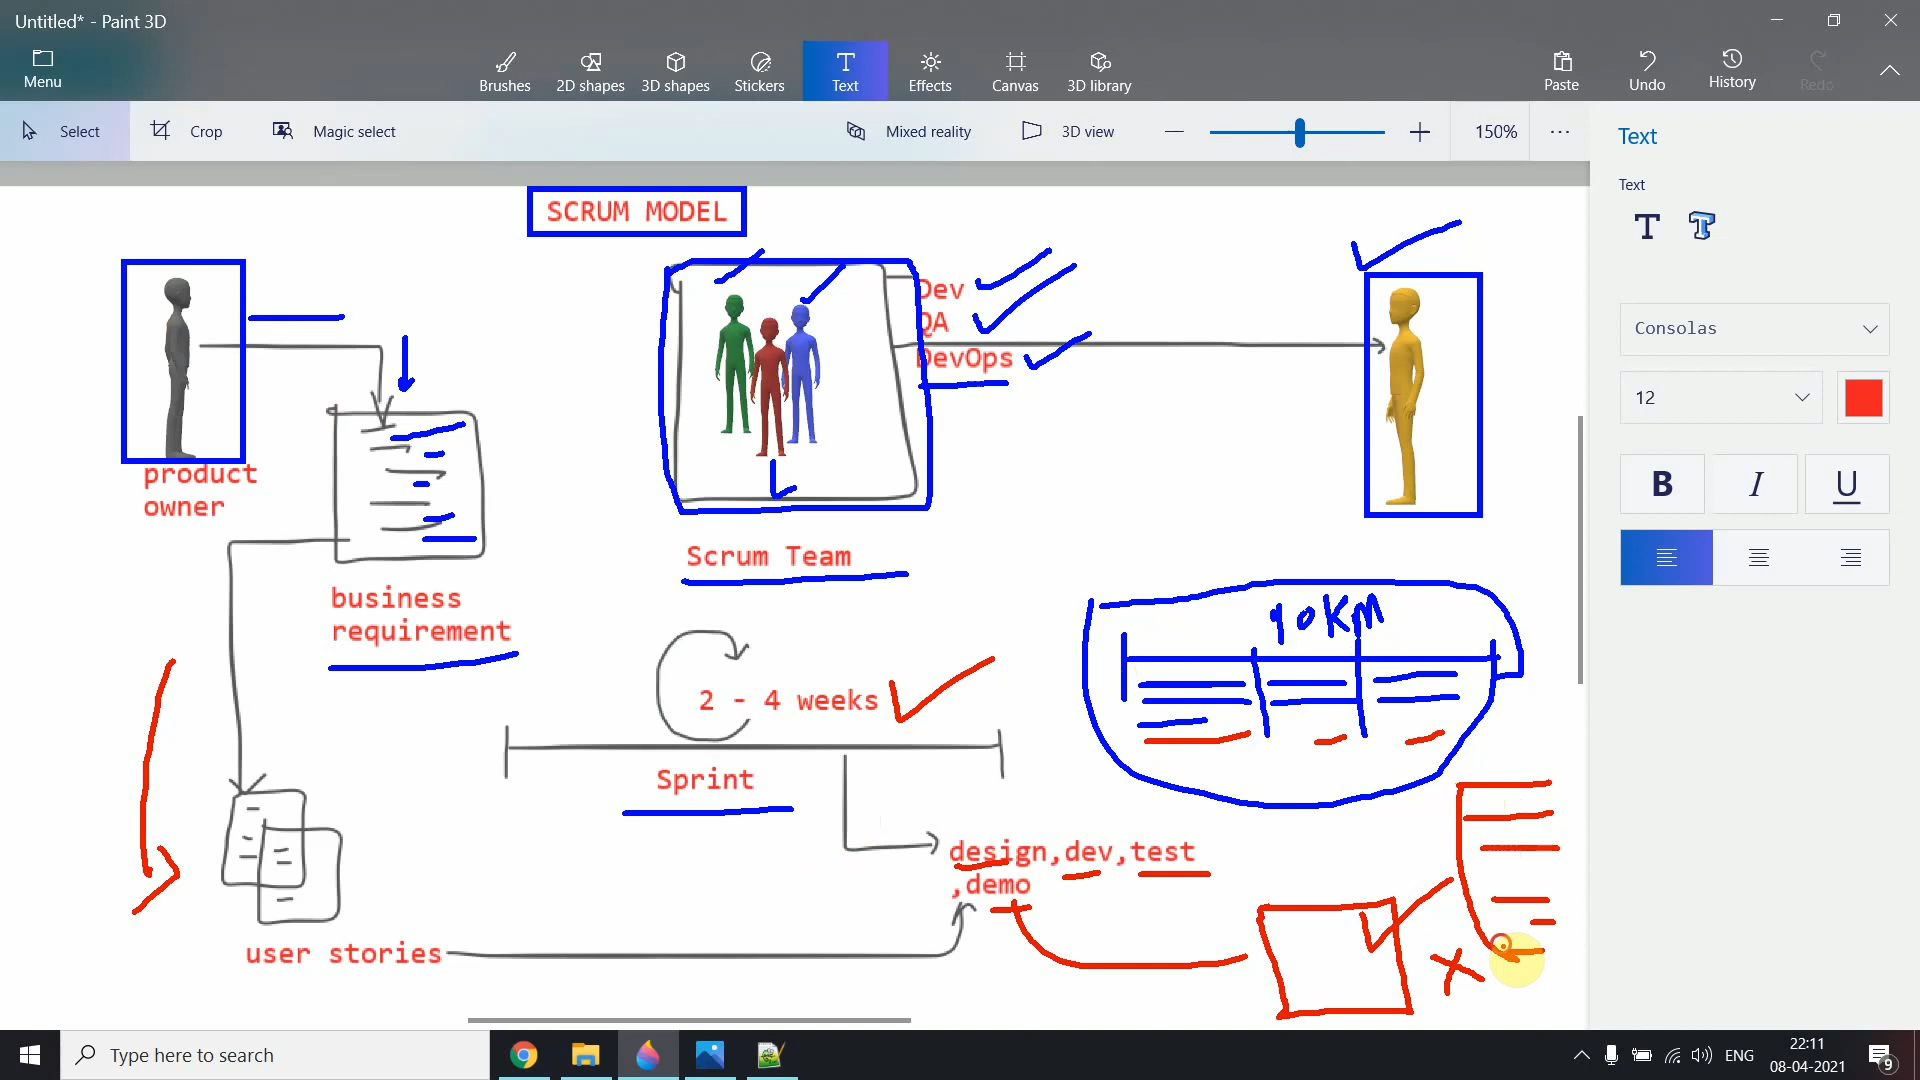 Untitled* - Paint 3D
Menu
Brushes
2D shapes
3D shapes
Stickers
Text
Effects
Canvas
3D library
Paste
Undo
History
Redo
Select
Crop
Magic select
Mixed reality
3D view
150%
Text
Text
Consolas
12
B
I
U
SCRUM MODEL
Dev
QA
DevOps
product
owner
Scrum Team
business
requirement
10KM
2 - 4 weeks
Sprint
design,dev,test
,demo
user stories
Type here to search
ENG
22:11
08-04-2021
9